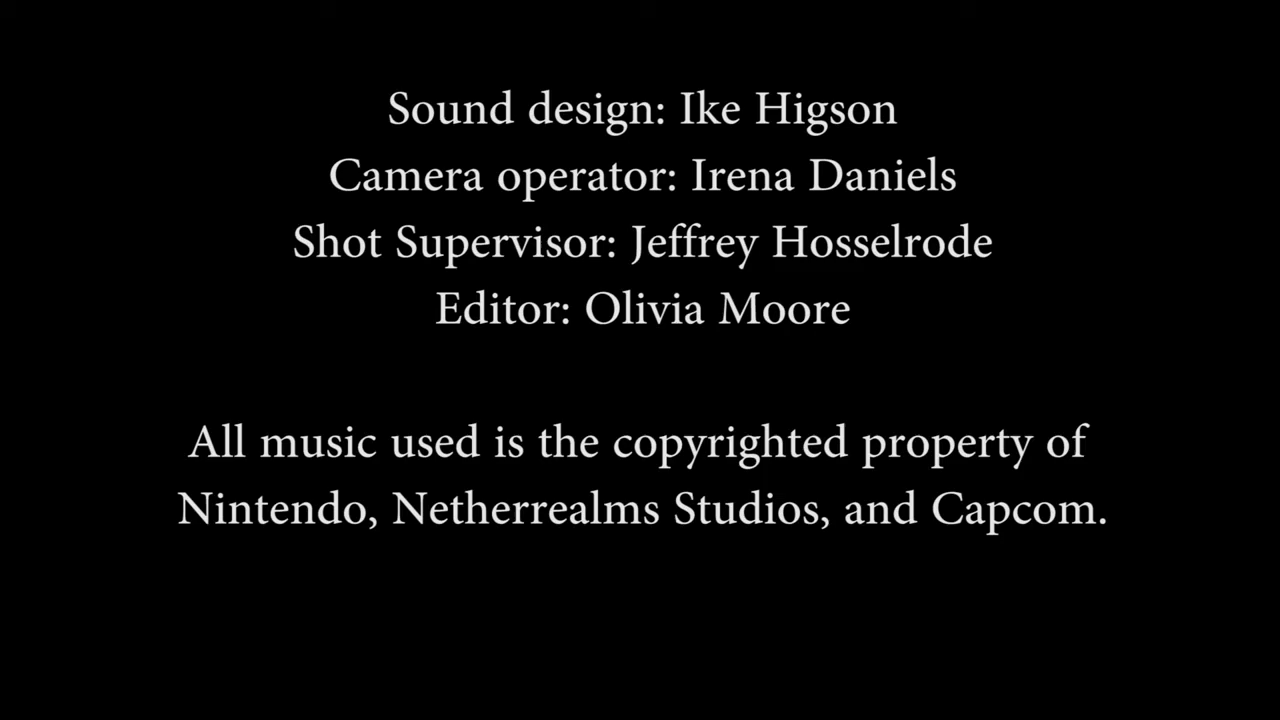 Sound design: Ike Higson
Camera operator: Irena Daniels
Shot Supervisor: Jeffrey Hosselrode
Editor: Olivia Moore
All music used is the copyrighted property of
Nintendo, Netherrealms Studios, and Capcom.